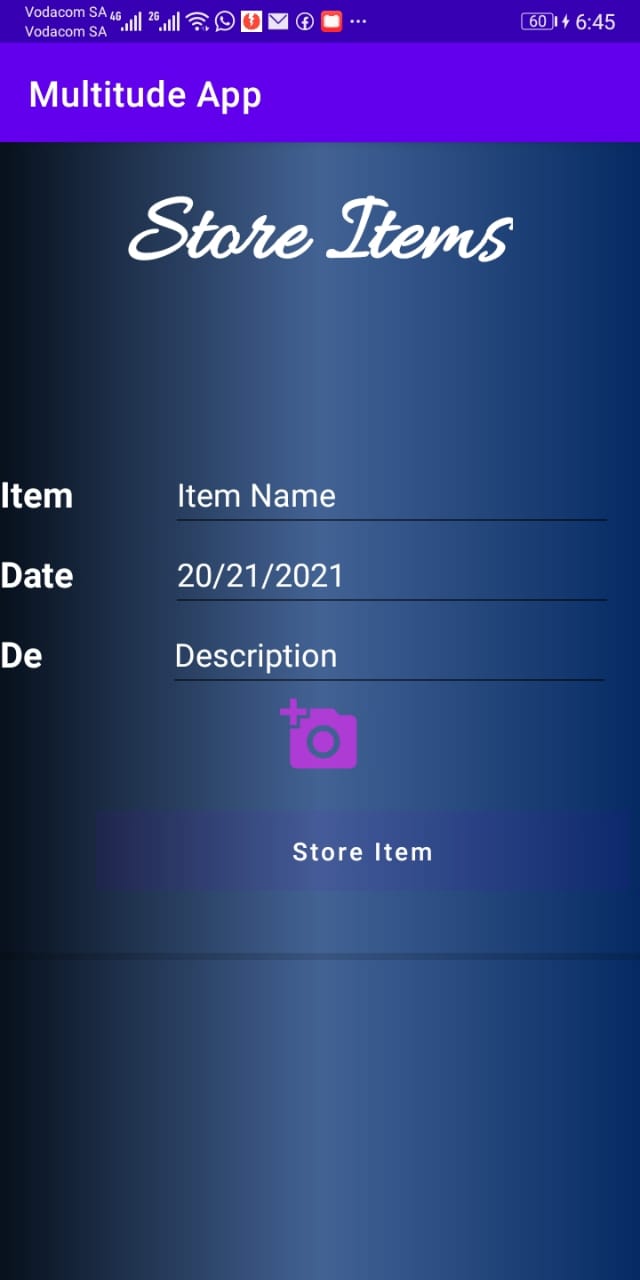 Vodacom SA 4G 2G 60 6:45
Vodacom SA
Multitude App
Store Items
Item Item Name
Date 20/21/2021
De Description
Store Item